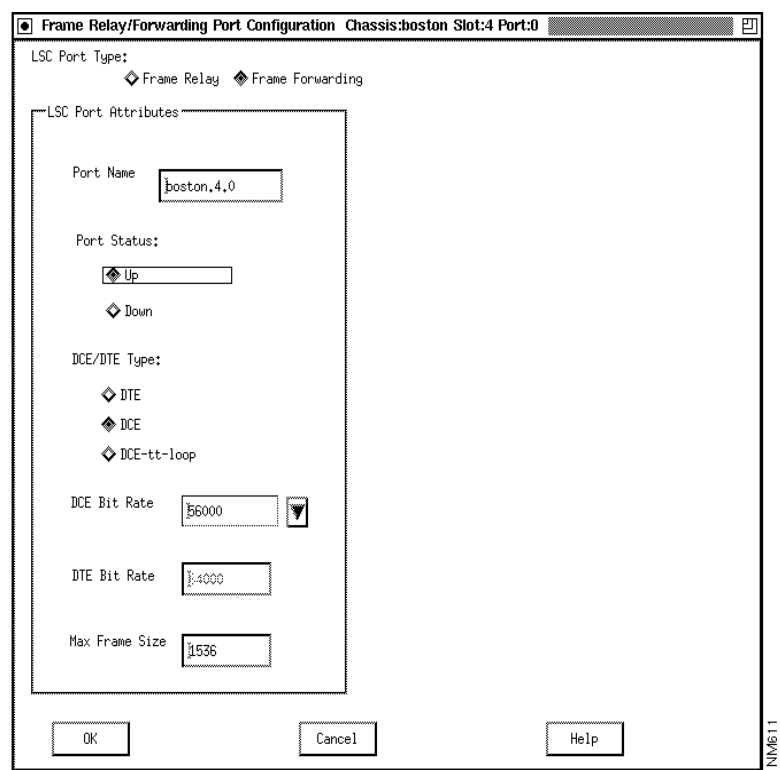 Frame Relay/Forwarding Port Configuration Chassis:boston Slot:4 Port:0
LSC Port Type:
Frame Relay Frame Forwarding
LSC Port Attributes
Port Name boston.4.0
Port Status:
Up
Down
DCE/DTE Type:
DTE
DCE
DCE-tt-loop
DCE Bit Rate 56000
DTE Bit Rate
Max Frame Size 1536
OK Cancel Help
NM611